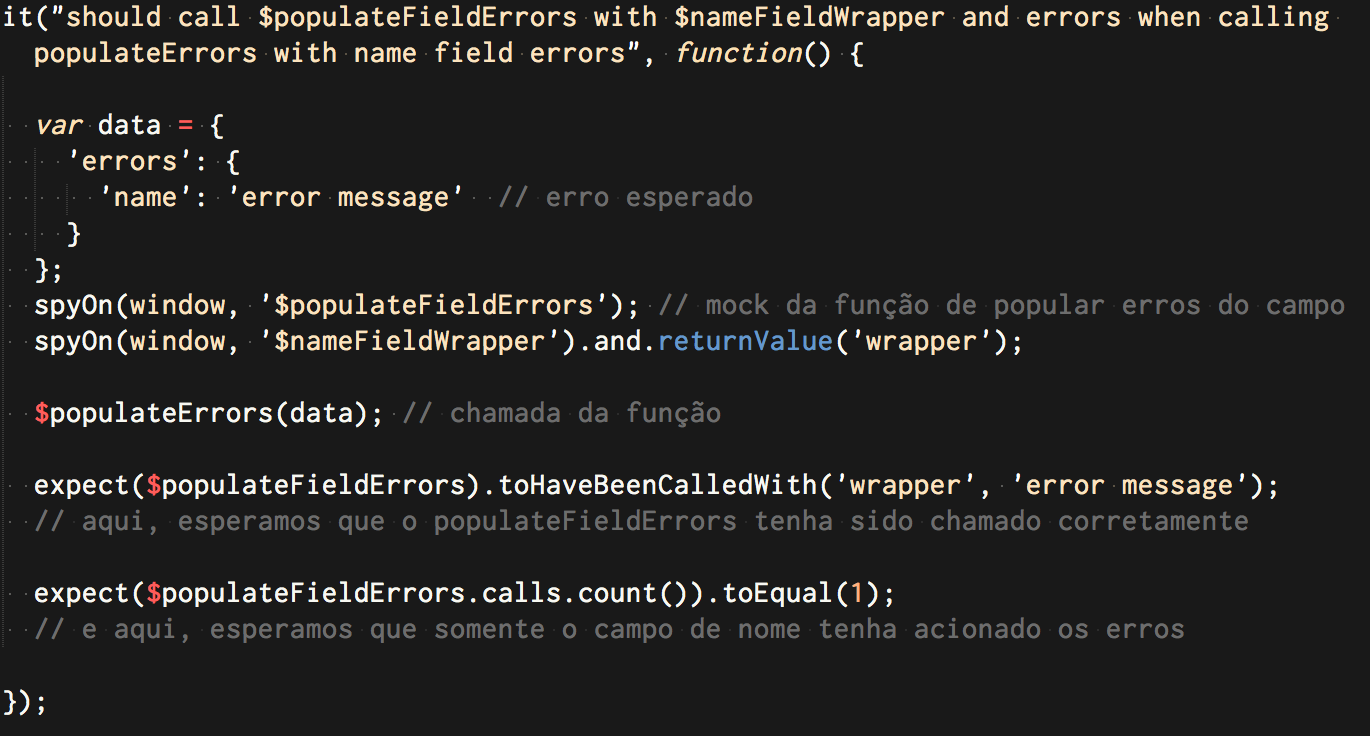 it("should call $populateFieldErrors with $nameFieldWrapper and errors when calling
populateErrors with name field errors", function() {
var data = {
'errors': {
'name': 'error message' // erro esperado
}
};
spyOn(window, '$populateFieldErrors'); // mock da função de popular erros do campo
spyOn(window, '$nameFieldWrapper').and.returnValue('wrapper');
$populateErrors(data); // chamada da função
expect($populateFieldErrors).toHaveBeenCalledWith('wrapper', 'error message');
// aqui, esperamos que o populateFieldErrors tenha sido chamado corretamente
expect($populateFieldErrors.calls.count()).toEqual(1);
// e aqui, esperamos que somente o campo de nome tenha acionado os erros
});